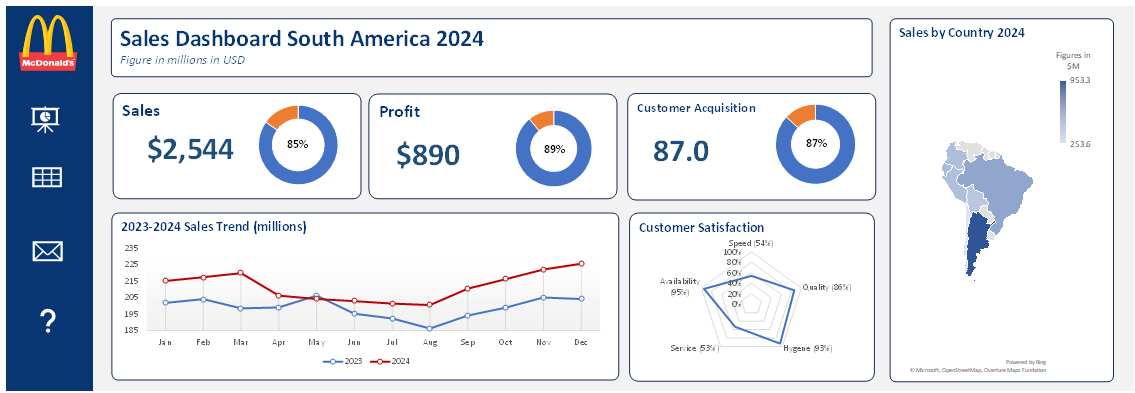 McDonald's
Sales Dashboard South America 2024
Figure in millions in USD
Sales
$2,544
85%
Profit
$890
89%
Customer Acquisition
87.0
87%
2023-2024 Sales Trend (millions)
235
225
215
205
195
185
Jan Feb Mar Apr May Jun Jul Aug Sep Oct Nov Dec
2023 2024
Customer Satisfaction
Speed (54%)
100%
80%
60%
40%
20%
0%
Availability
(95%)
Quality (86%)
Service (53%)
Hygene (93%)
Sales by Country 2024
Figures in
$M
953.3
253.6
Powered by Bing
© Microsoft, OpenStreetMap, Overture Maps Fundation
?